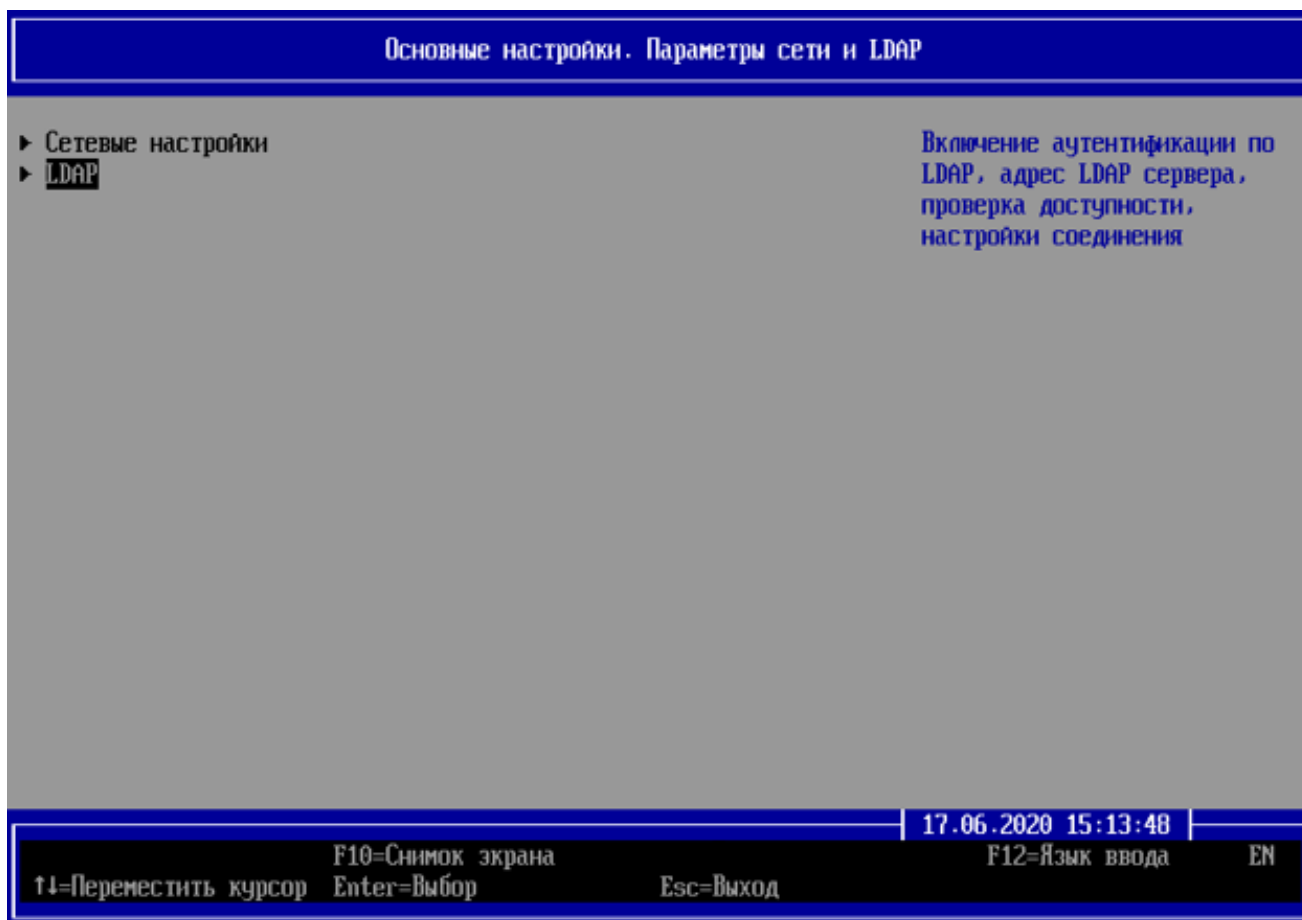 Основные настройки. Параметры сети и LDAP
Сетевые настройки
LDAP
Включение аутентификации по
LDAP, адрес LDAP сервера,
проверка доступности,
настройки соединения
17.06.2020 15:13:48
F10=Снимок экрана F12=Язык ввода EN
↑↓=Переместить курсор Enter=Выбор Esc=Выход